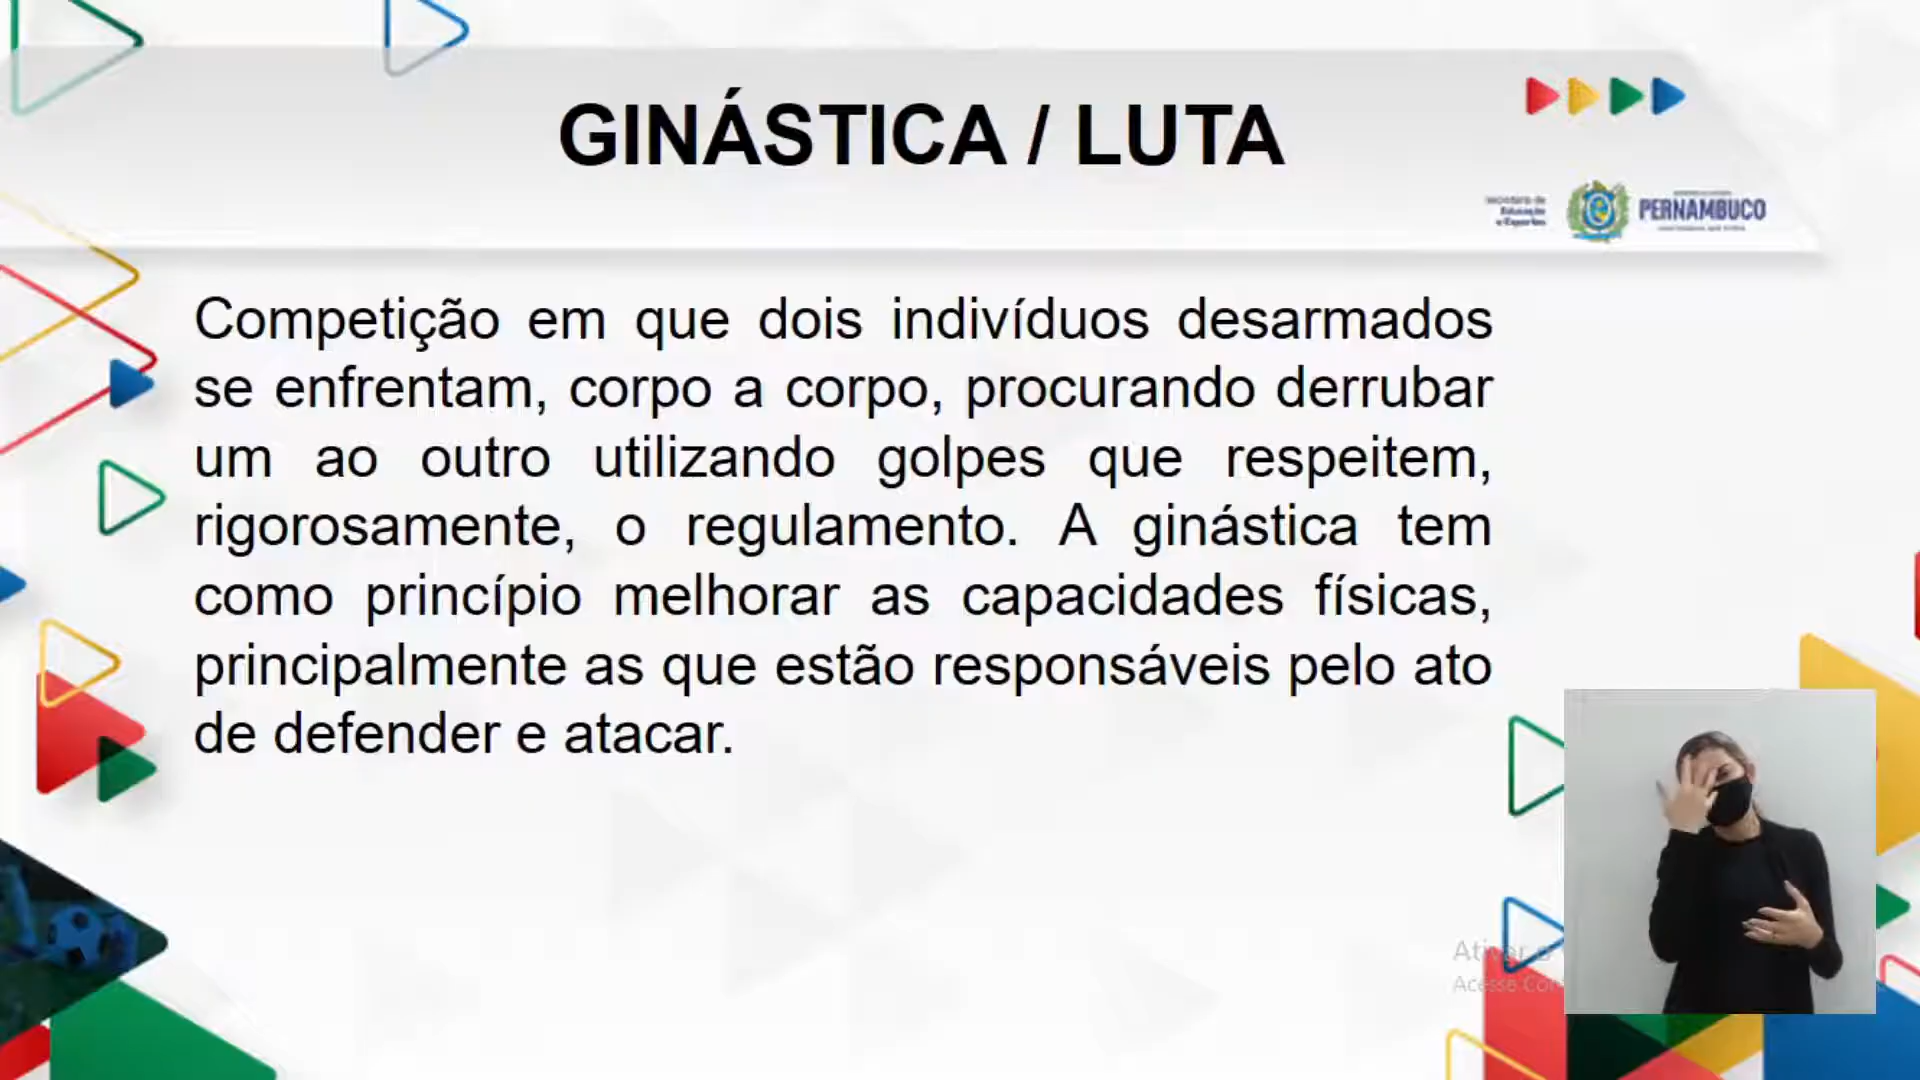 GINÁSTICA / LUTA
PERNAMBUCO
Competição em que dois indivíduos desarmados
se enfrentam, corpo a corpo, procurando derrubar
um ao outro utilizando golpes que respeitem,
rigorosamente, o regulamento. A ginástica tem
como princípio melhorar as capacidades físicas,
principalmente as que estão responsáveis pelo ato
de defender e atacar.